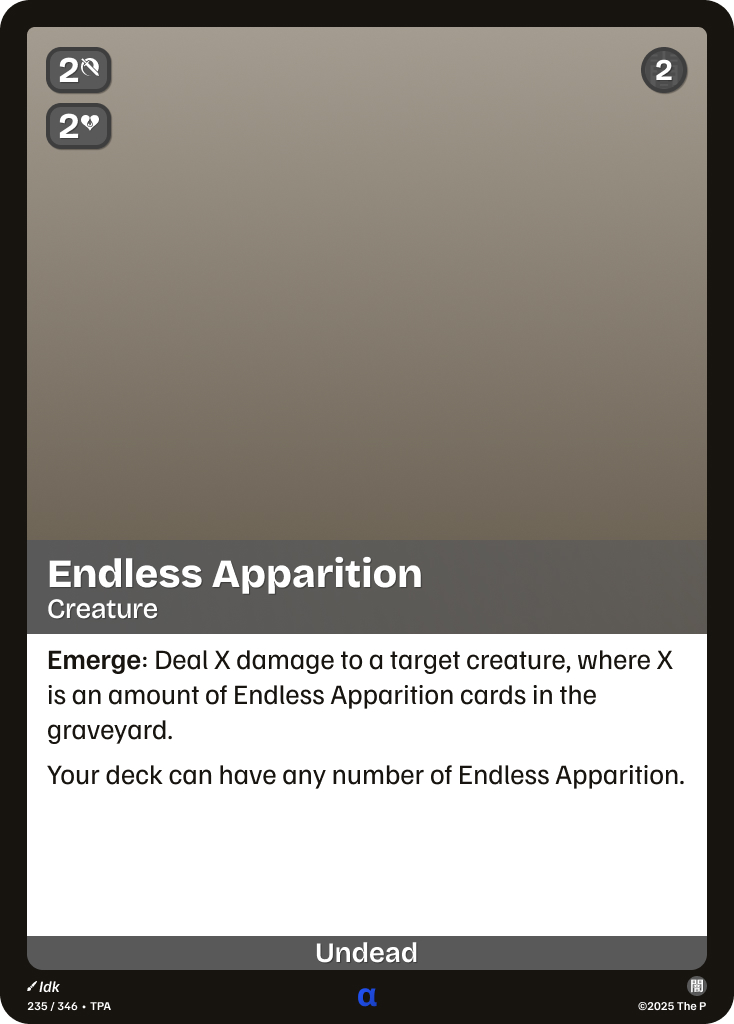 2
2
2
Endless Apparition
Creature
Emerge: Deal X damage to a target creature, where X
is an amount of Endless Apparition cards in the
graveyard.
Your deck can have any number of Endless Apparition.
Undead
Idk
235 / 346 • TPA
α
©2025 The P